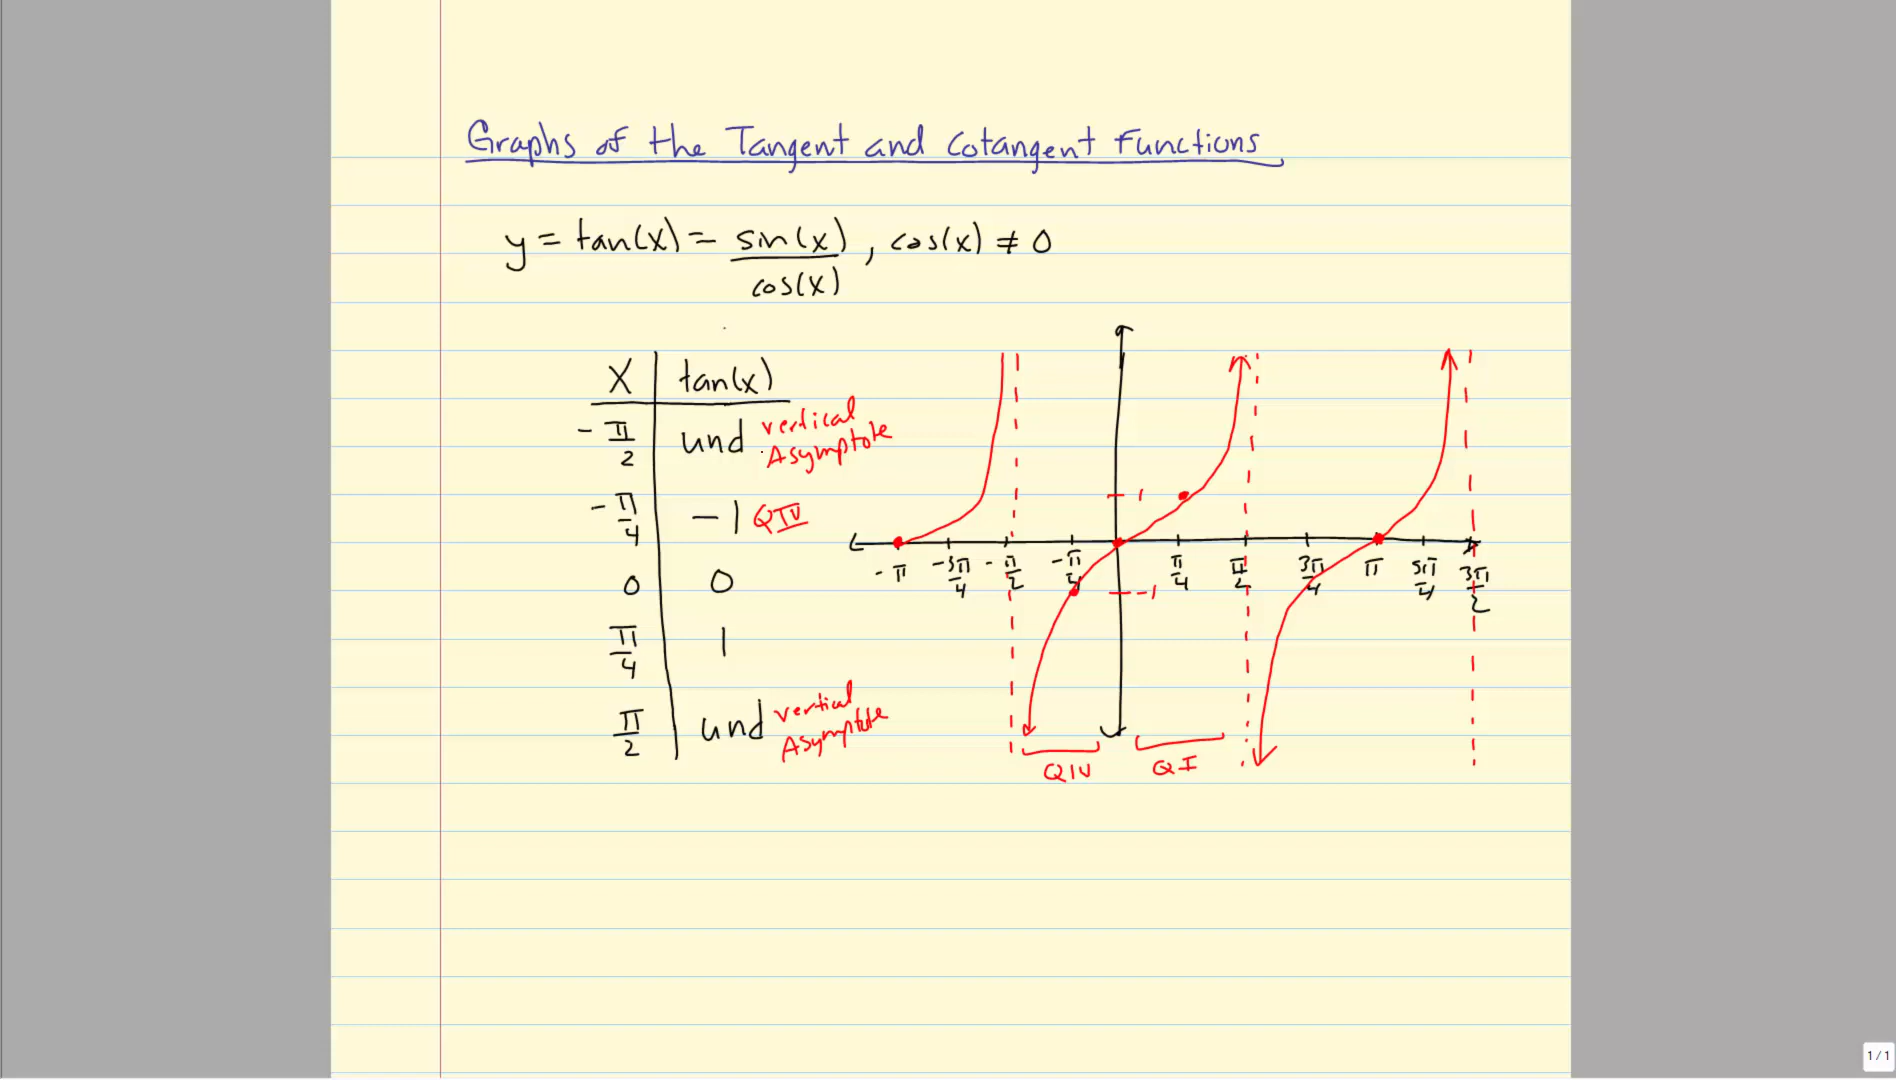 Graphs of the Tangent and Cotangent Functions
y = tan(x) = sin(x)/cos(x), cos(x) ≠ 0
x | tan(x)
-π/2 | und vertical Asymptote
-π/4 | -1 QIV
0 | 0
π/4 | 1
π/2 | und vertical Asymptote
1
-π -3π/4 -π/2 -π/4 π/4 π/2 3π/4 π 5π/4 3π/2
-1
QIV QI
1 / 1